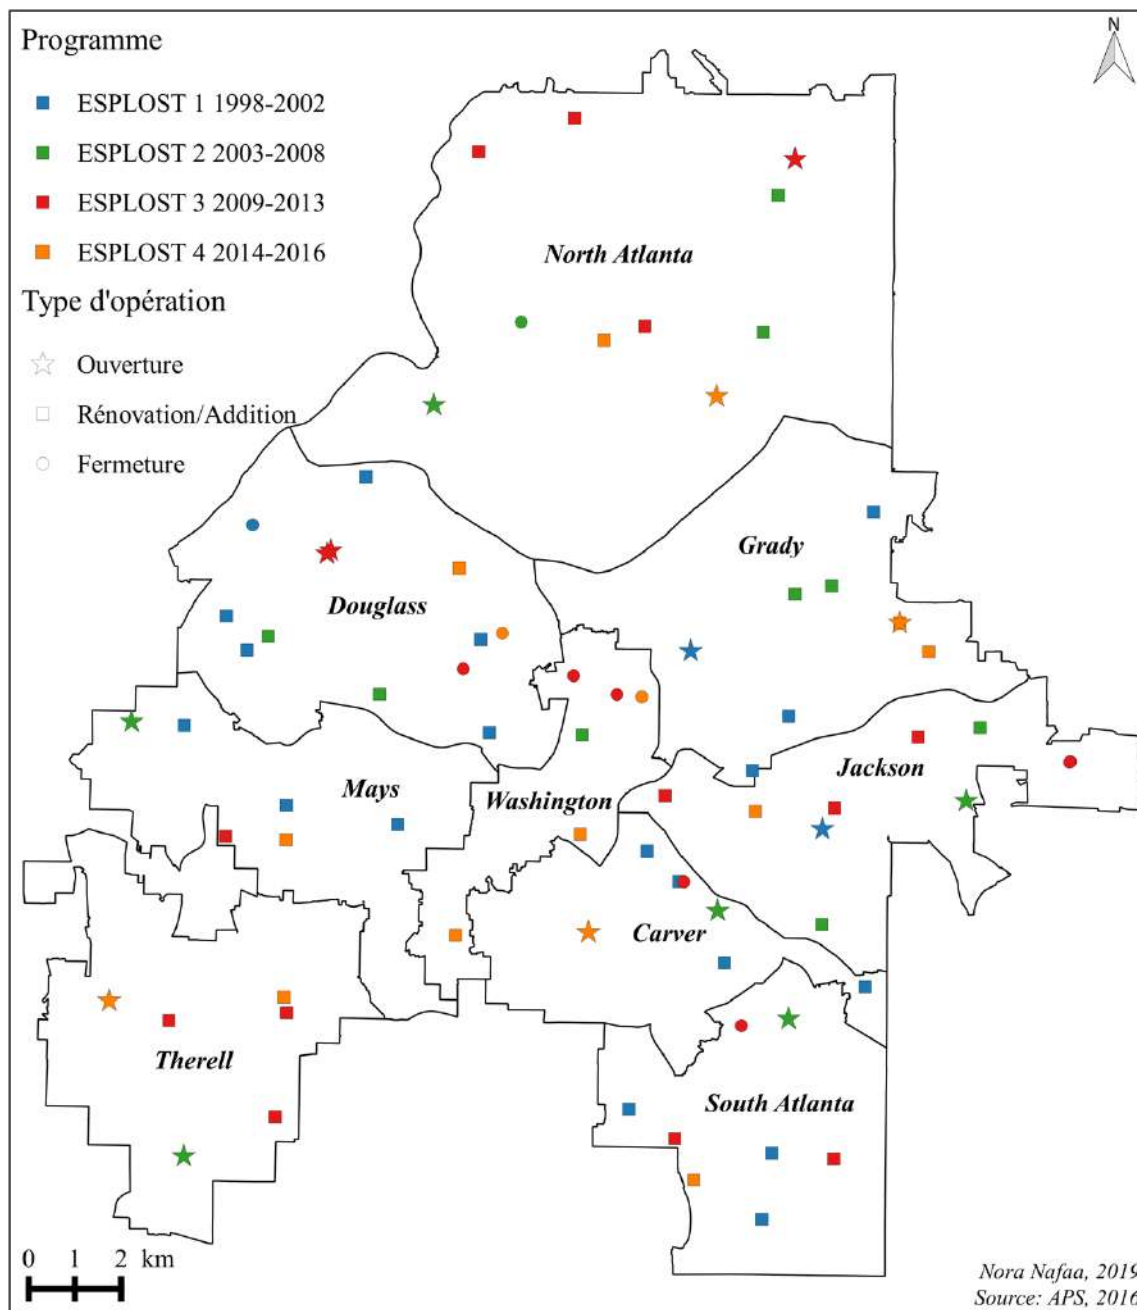 Programme
ESPLOST 1 1998-2002
ESPLOST 2 2003-2008
ESPLOST 3 2009-2013
ESPLOST 4 2014-2016
Type d'opération
Ouverture
Rénovation/Addition
Fermeture
N
North Atlanta
Grady
Douglass
Jackson
Mays
Washington
Carver
Therell
South Atlanta
0 1 2 km
Nora Nafaa, 2019
Source: APS, 2016